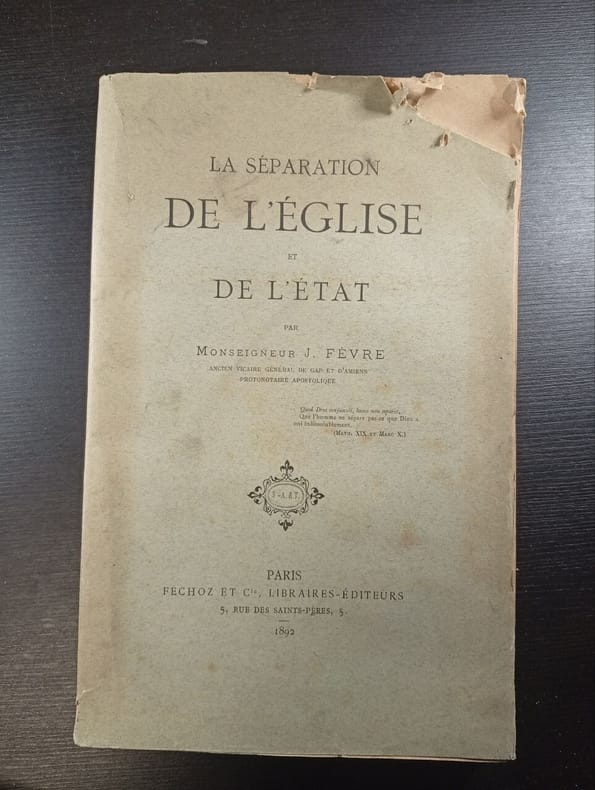 LA SÉPARATION
DE L'ÉGLISE
ET
DE L'ÉTAT
PAR
MONSEIGNEUR J. FÈVRE
ANCIEN VICAIRE GÉNÉRAL DE GAP ET D'AMIENS
PROTONOTAIRE APOSTOLIQUE
Quod Deus conjunxit, homo non separet.
Que l'homme ne sépare pas ce que Dieu a
uni indissolublement.
(MATH. XIX ET MARC X.)
PARIS
FECHOZ ET Cie, LIBRAIRES-ÉDITEURS
5, RUE DES SAINTS-PÈRES, 5.
1892